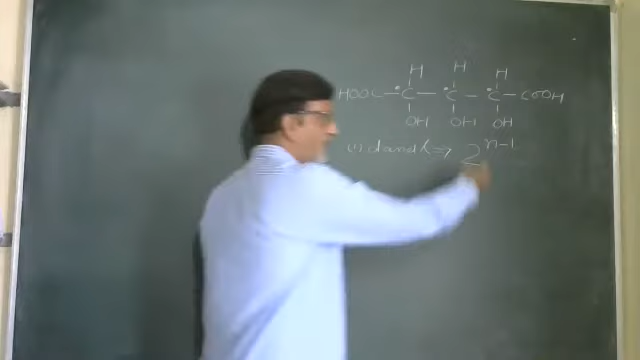 H H H
HOOC - C - C - C - COOH
OH OH OH
(i) d and l ⇒ 2^{n-1}